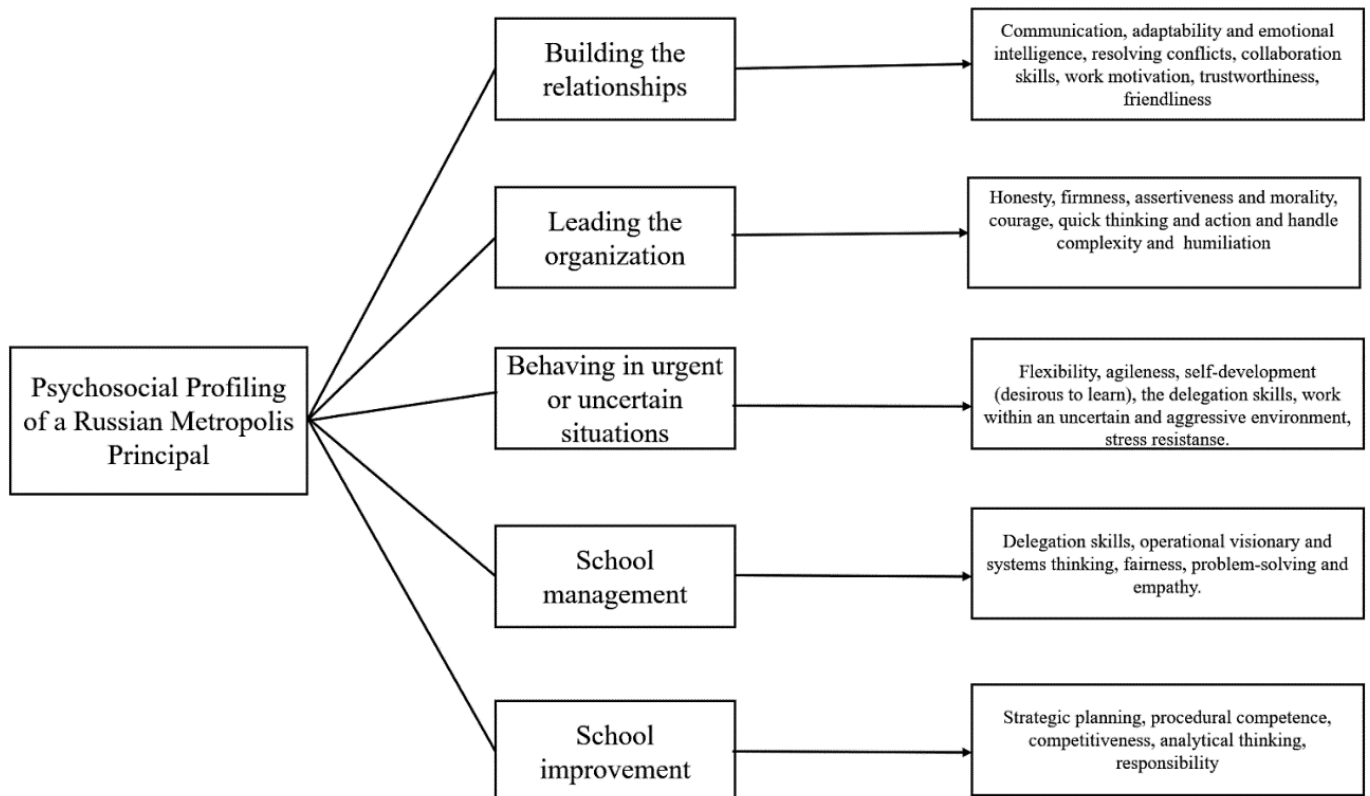 Psychosocial Profiling
of a Russian Metropolis
Principal
Building the
relationships
Communication, adaptability and emotional
intelligence, resolving conflicts, collaboration
skills, work motivation, trustworthiness,
friendliness
Leading the
organization
Honesty, firmness, assertiveness and morality,
courage, quick thinking and action and handle
complexity and humiliation
Behaving in urgent
or uncertain
situations
Flexibility, agileness, self-development
(desirous to learn), the delegation skills, work
within an uncertain and aggressive environment,
stress resistanse.
School
management
Delegation skills, operational visionary and
systems thinking, fairness, problem-solving and
empathy.
School
improvement
Strategic planning, procedural competence,
competitiveness, analytical thinking,
responsibility